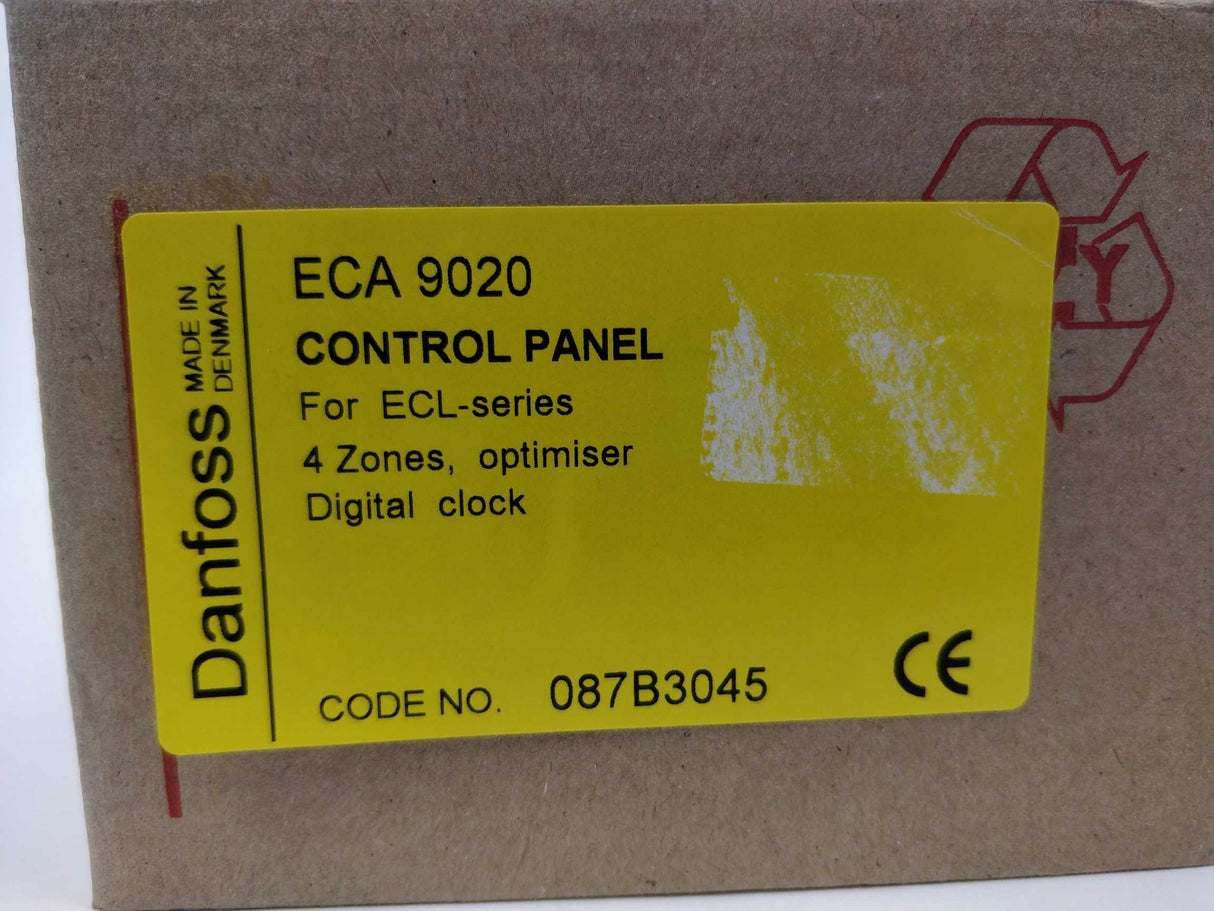 Danfoss
MADE IN
DENMARK
ECA 9020
CONTROL PANEL
For ECL-series
4 Zones, optimiser
Digital clock
CODE NO. 087B3045
CE